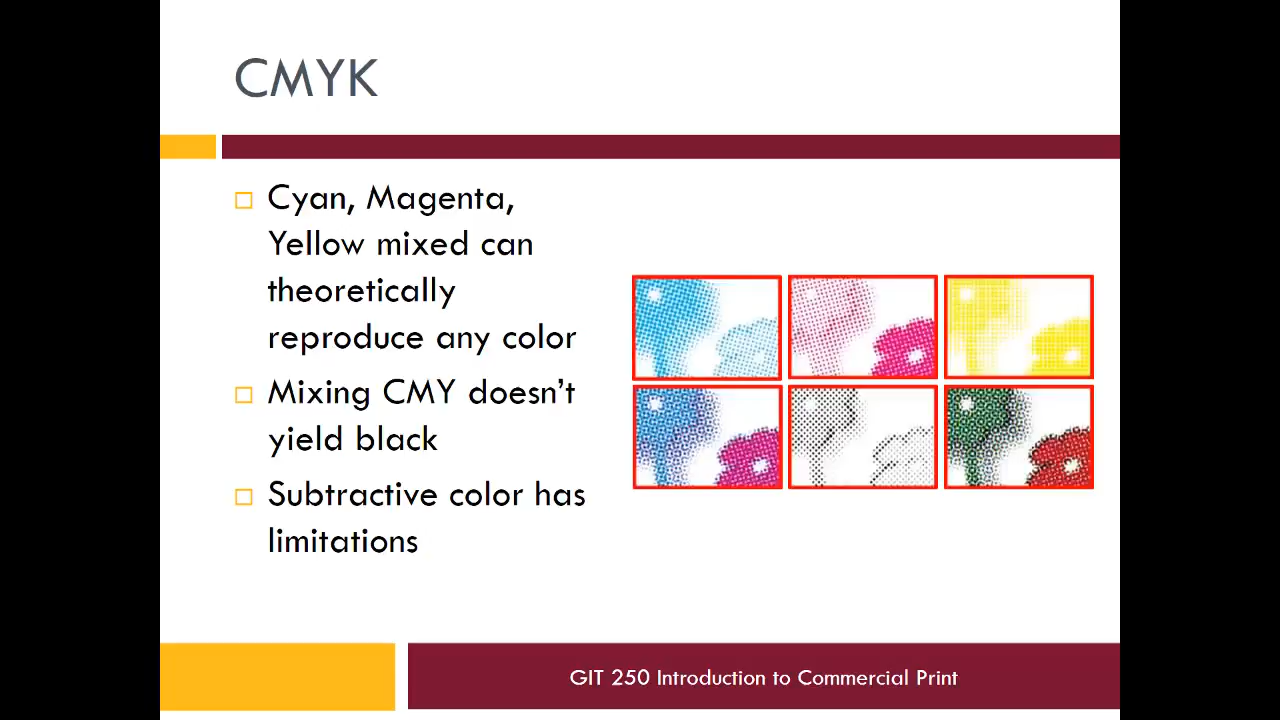 CMYK
Cyan, Magenta,
Yellow mixed can
theoretically
reproduce any color
Mixing CMY doesn't
yield black
Subtractive color has
limitations
GIT 250 Introduction to Commercial Print